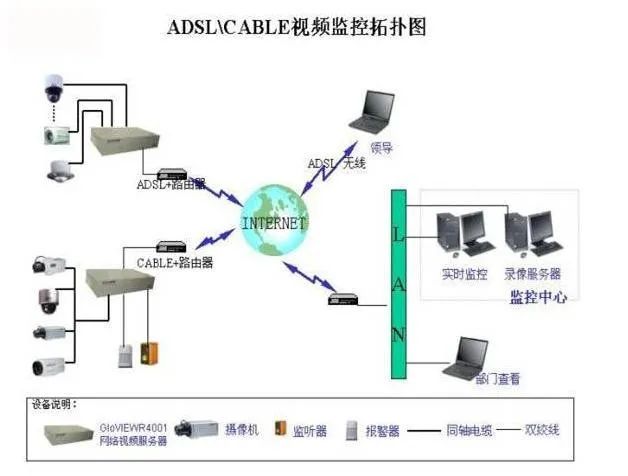 ADSL\CABLE视频监控拓扑图
领导
ADSL 无线
ADSL+路由器
INTERNET
CABLE+路由器
L
A
N
实时监控
录像服务器
监控中心
部门查看
设备说明：
GloVIEWR4001
网络视频服务器
摄像机
监听器
报警器
同轴电缆
双绞线